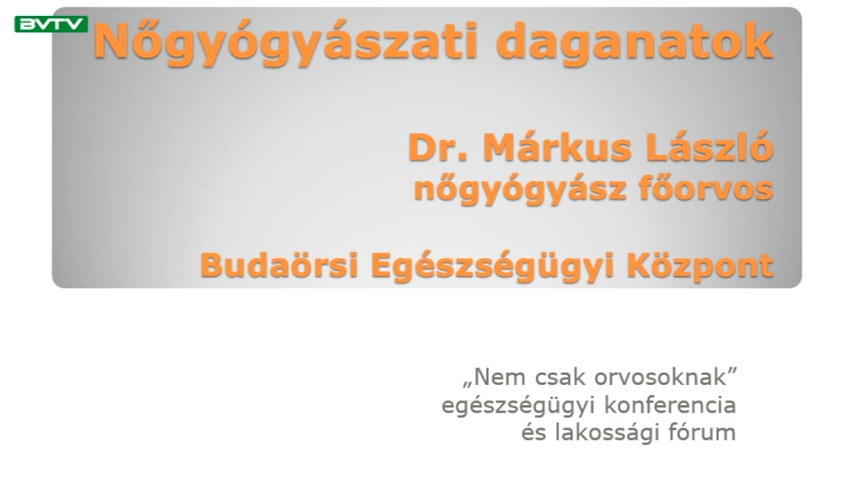 BVTV
Nőgyógyászati daganatok
Dr. Márkus László
nőgyógyász főorvos
Budaörsi Egészségügyi Központ
„Nem csak orvosoknak”
egészségügyi konferencia
és lakossági fórum